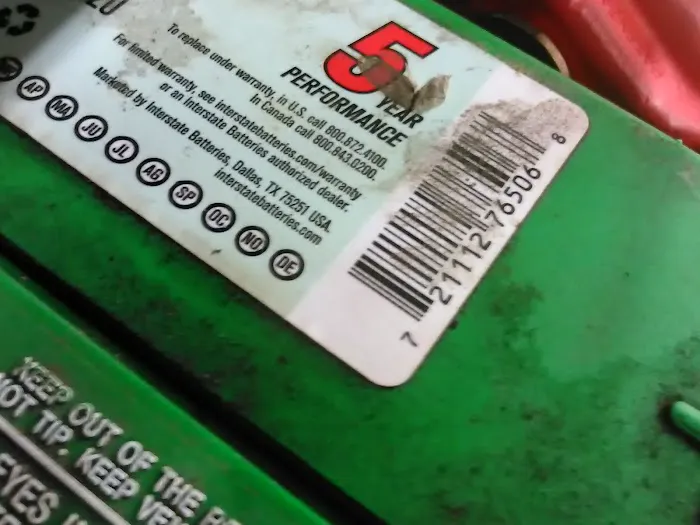 20
5 YEAR
PERFORMANCE
To replace under warranty, in U.S. call 800.872.4100.
In Canada call 800.843.0200.
For limited warranty, see interstatebatteries.com/warranty
or an Interstate Batteries authorized dealer.
Marketed by Interstate Batteries, Dallas, TX 75251 USA.
interstatebatteries.com
AP MA JU JL AG SP OC NO DE
7 21112 76506 8
KEEP OUT OF THE
NOT TIP. KEEP
EYES